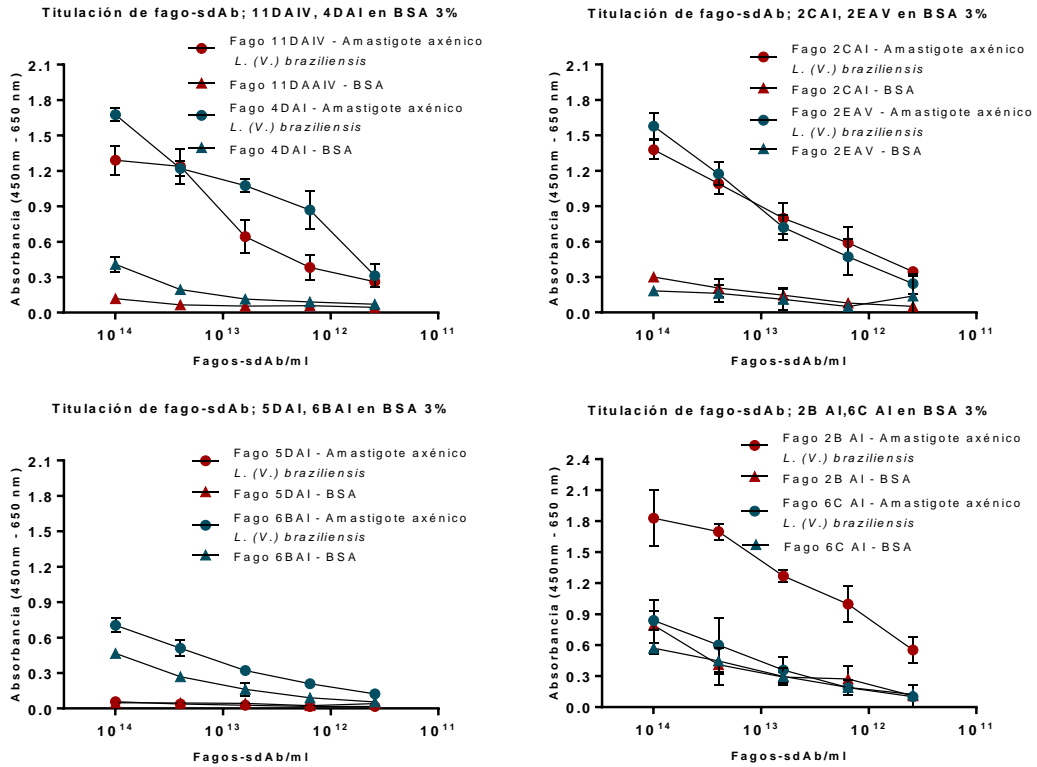 Titulación de fago-sdAb; 11DAIV, 4DAI en BSA 3%
Fago 11DAIV - Amastigote axénico
L. (V.) braziliensis
Fago 11DAAIV - BSA
Fago 4DAI - Amastigote axénico
L. (V.) braziliensis
Fago 4DAI - BSA
Absorbancia (450nm - 650 nm)
2.1
1.8
1.5
1.2
0.9
0.6
0.3
0.0
10^14 10^13 10^12 10^11
Fagos-sdAb/ml
Titulación de fago-sdAb; 2CAI, 2EAV en BSA 3%
Fago 2CAI - Amastigote axénico
L. (V.) braziliensis
Fago 2CAI - BSA
Fago 2EAV - Amastigote axénico
L. (V.) braziliensis
Fago 2EAV - BSA
Absorbancia (450nm - 650 nm)
2.1
1.8
1.5
1.2
0.9
0.6
0.3
0.0
10^14 10^13 10^12 10^11
Fagos-sdAb/ml
Titulación de fago-sdAb; 5DAI, 6BAI en BSA 3%
Fago 5DAI - Amastigote axénico
L. (V.) braziliensis
Fago 5DAI - BSA
Fago 6BAI - Amastigote axénico
L. (V.) braziliensis
Fago 6BAI - BSA
Absorbancia (450nm - 650 nm)
2.1
1.8
1.5
1.2
0.9
0.6
0.3
0.0
10^14 10^13 10^12 10^11
Fagos-sdAb/ml
Titulación de fago-sdAb; 2B AI,6C AI en BSA 3%
Fago 2B AI - Amastigote axénico
L. (V.) braziliensis
Fago 2B AI - BSA
Fago 6C AI - Amastigote axénico
L. (V.) braziliensis
Fago 6C AI - BSA
Absorbancia (450nm - 650 nm)
2.4
2.1
1.8
1.5
1.2
0.9
0.6
0.3
0.0
10^14 10^13 10^12 10^11
Fagos-sdAb/ml